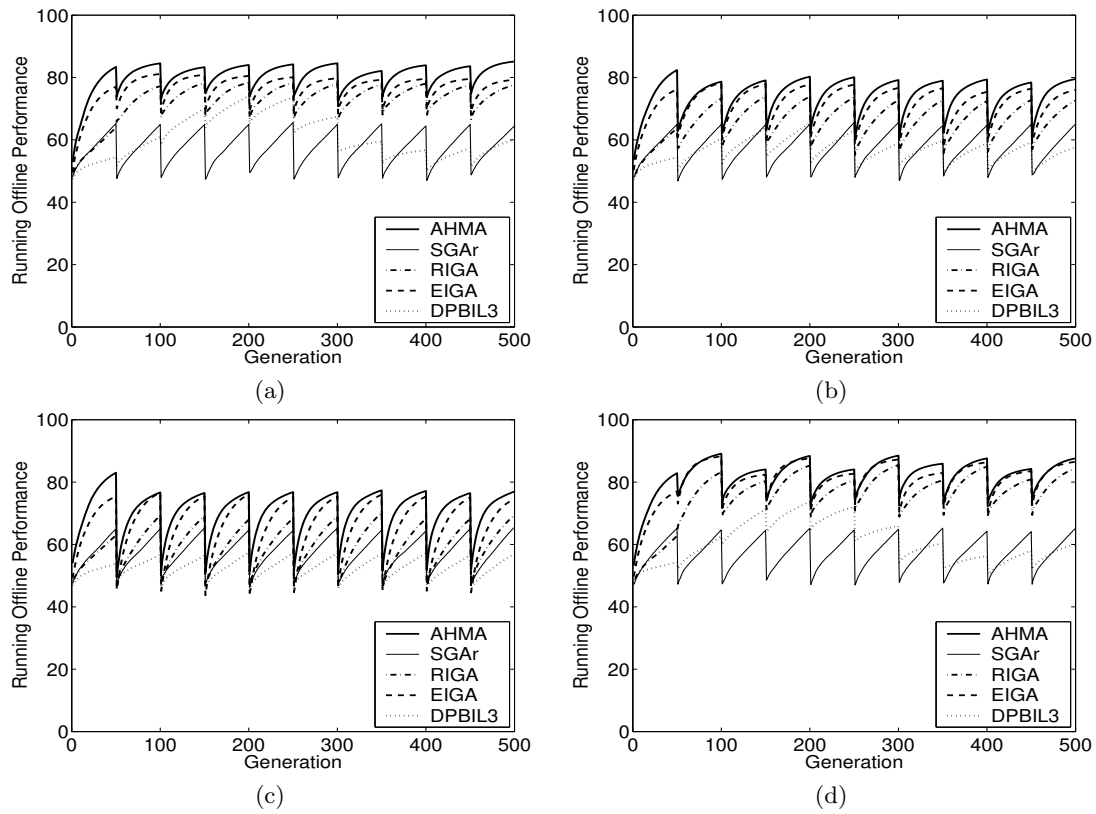 100
80
60
40
20
0
Running Offline Performance
AHMA
SGAr
RIGA
EIGA
DPBIL3
0 100 200 300 400 500
Generation
(a)
100
80
60
40
20
0
Running Offline Performance
AHMA
SGAr
RIGA
EIGA
DPBIL3
0 100 200 300 400 500
Generation
(b)
100
80
60
40
20
0
Running Offline Performance
AHMA
SGAr
RIGA
EIGA
DPBIL3
0 100 200 300 400 500
Generation
(c)
100
80
60
40
20
0
Running Offline Performance
AHMA
SGAr
RIGA
EIGA
DPBIL3
0 100 200 300 400 500
Generation
(d)